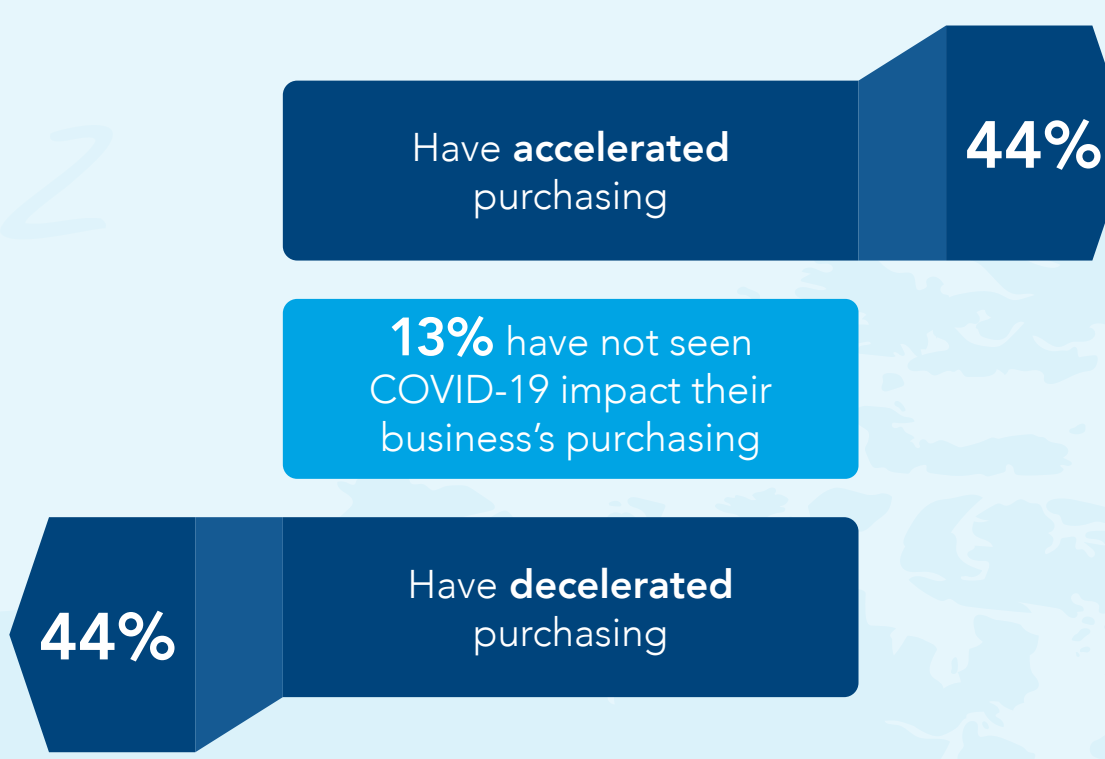 Have accelerated
purchasing
44%
13% have not seen
COVID-19 impact their
business's purchasing
44%
Have decelerated
purchasing